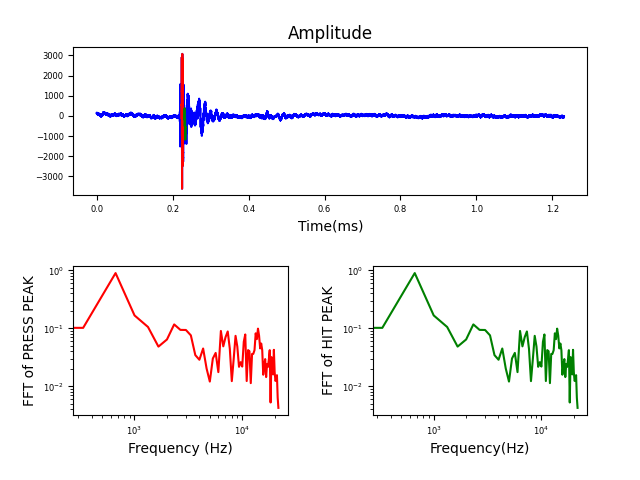 Amplitude
3000
2000
1000
0
−1000
−2000
−3000
0.0 0.2 0.4 0.6 0.8 1.0 1.2
Time(ms)
FFT of PRESS PEAK
10⁰
10⁻¹
10⁻²
10³ 10⁴
Frequency (Hz)
FFT of HIT PEAK
10⁰
10⁻¹
10⁻²
10³ 10⁴
Frequency(Hz)